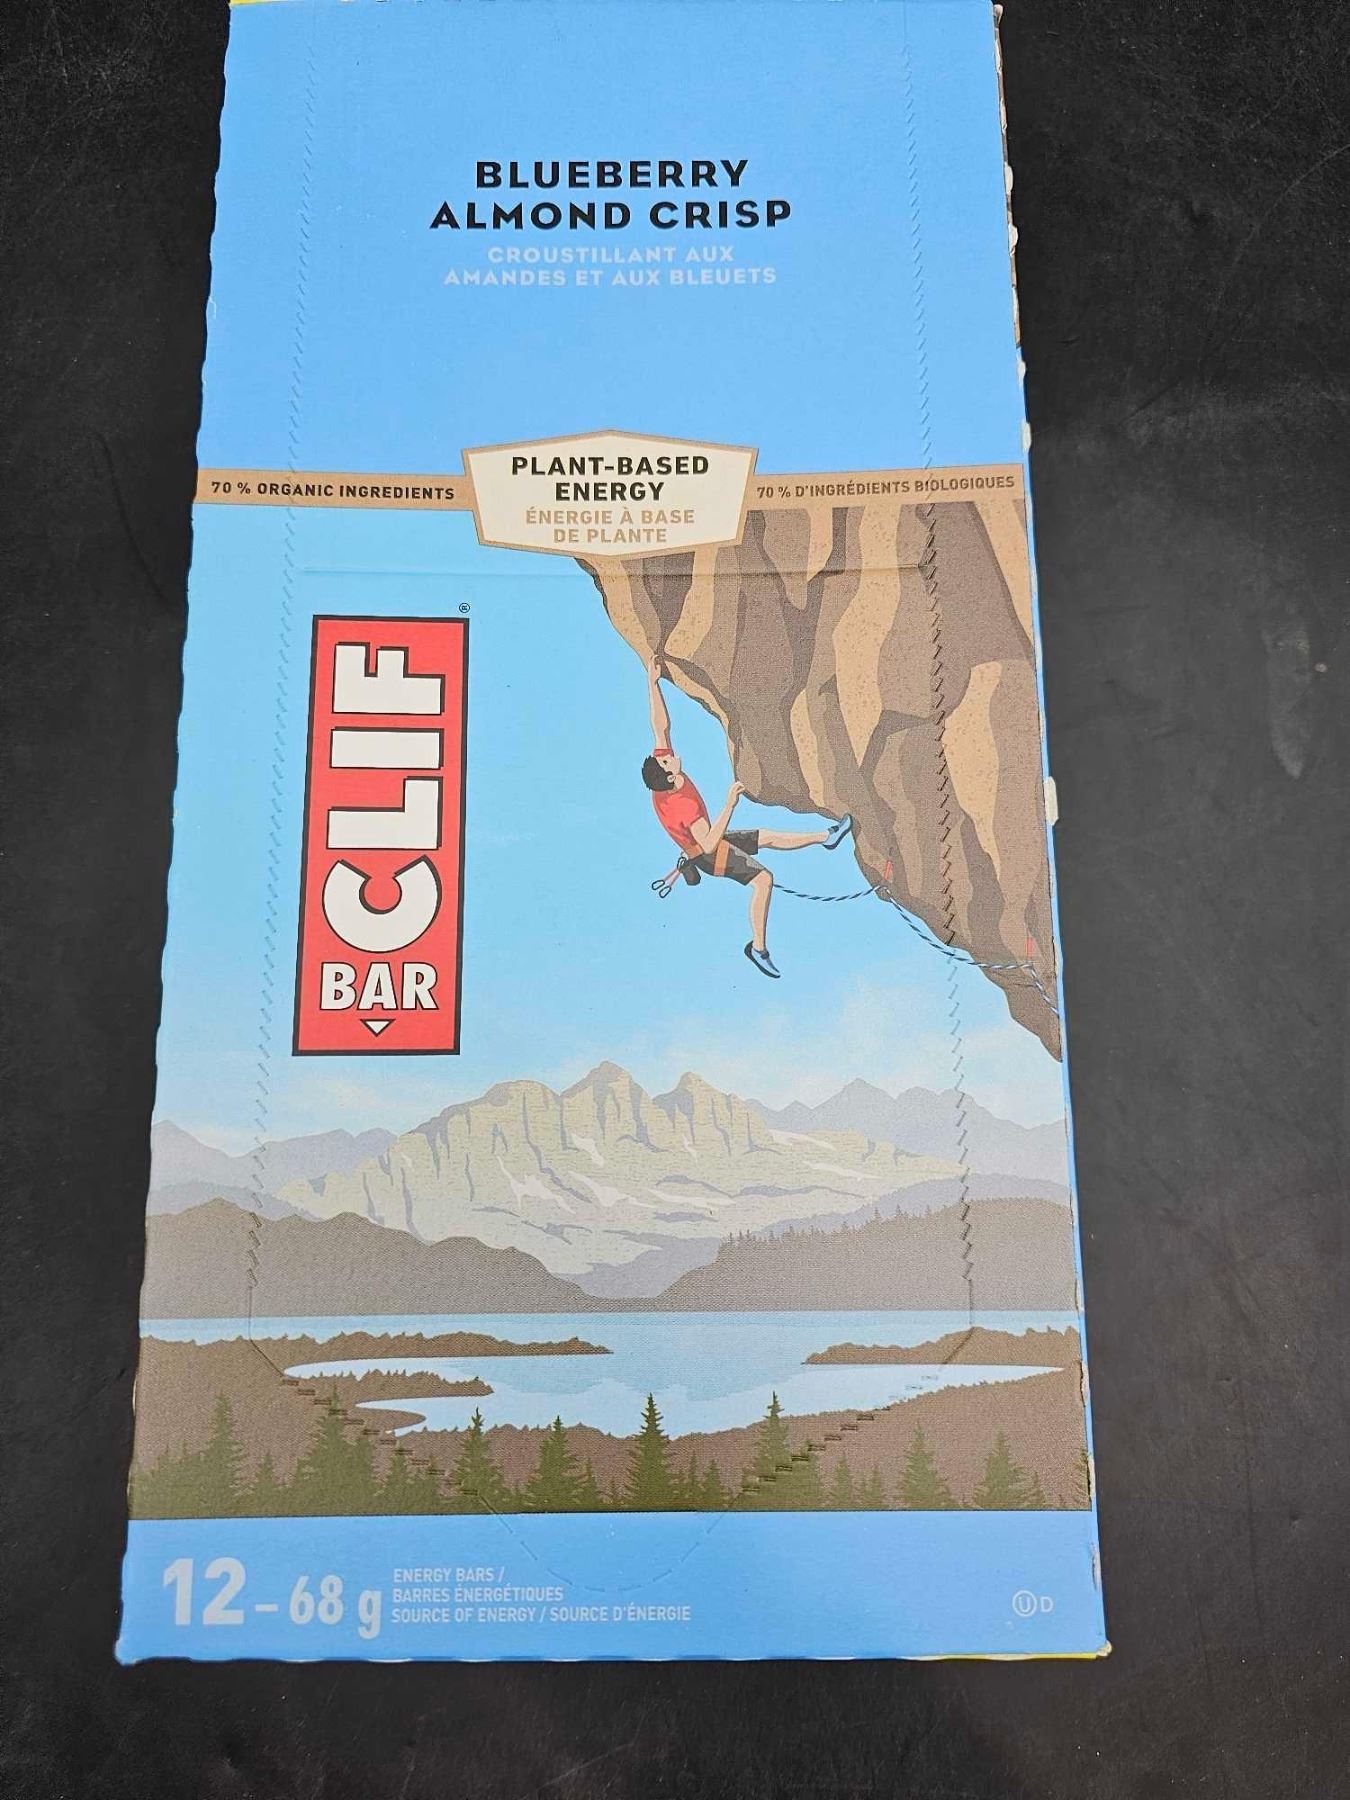 BLUEBERRY
ALMOND CRISP
CROUSTILLANT AUX
AMANDES ET AUX BLEUETS
70 % ORGANIC INGREDIENTS
PLANT-BASED
ENERGY
ÉNERGIE À BASE
DE PLANTE
70 % D'INGRÉDIENTS BIOLOGIQUES
CLIF
BAR
®
12 – 68 g
ENERGY BARS /
BARRES ÉNERGÉTIQUES
SOURCE OF ENERGY / SOURCE D'ÉNERGIE
Ⓤ D